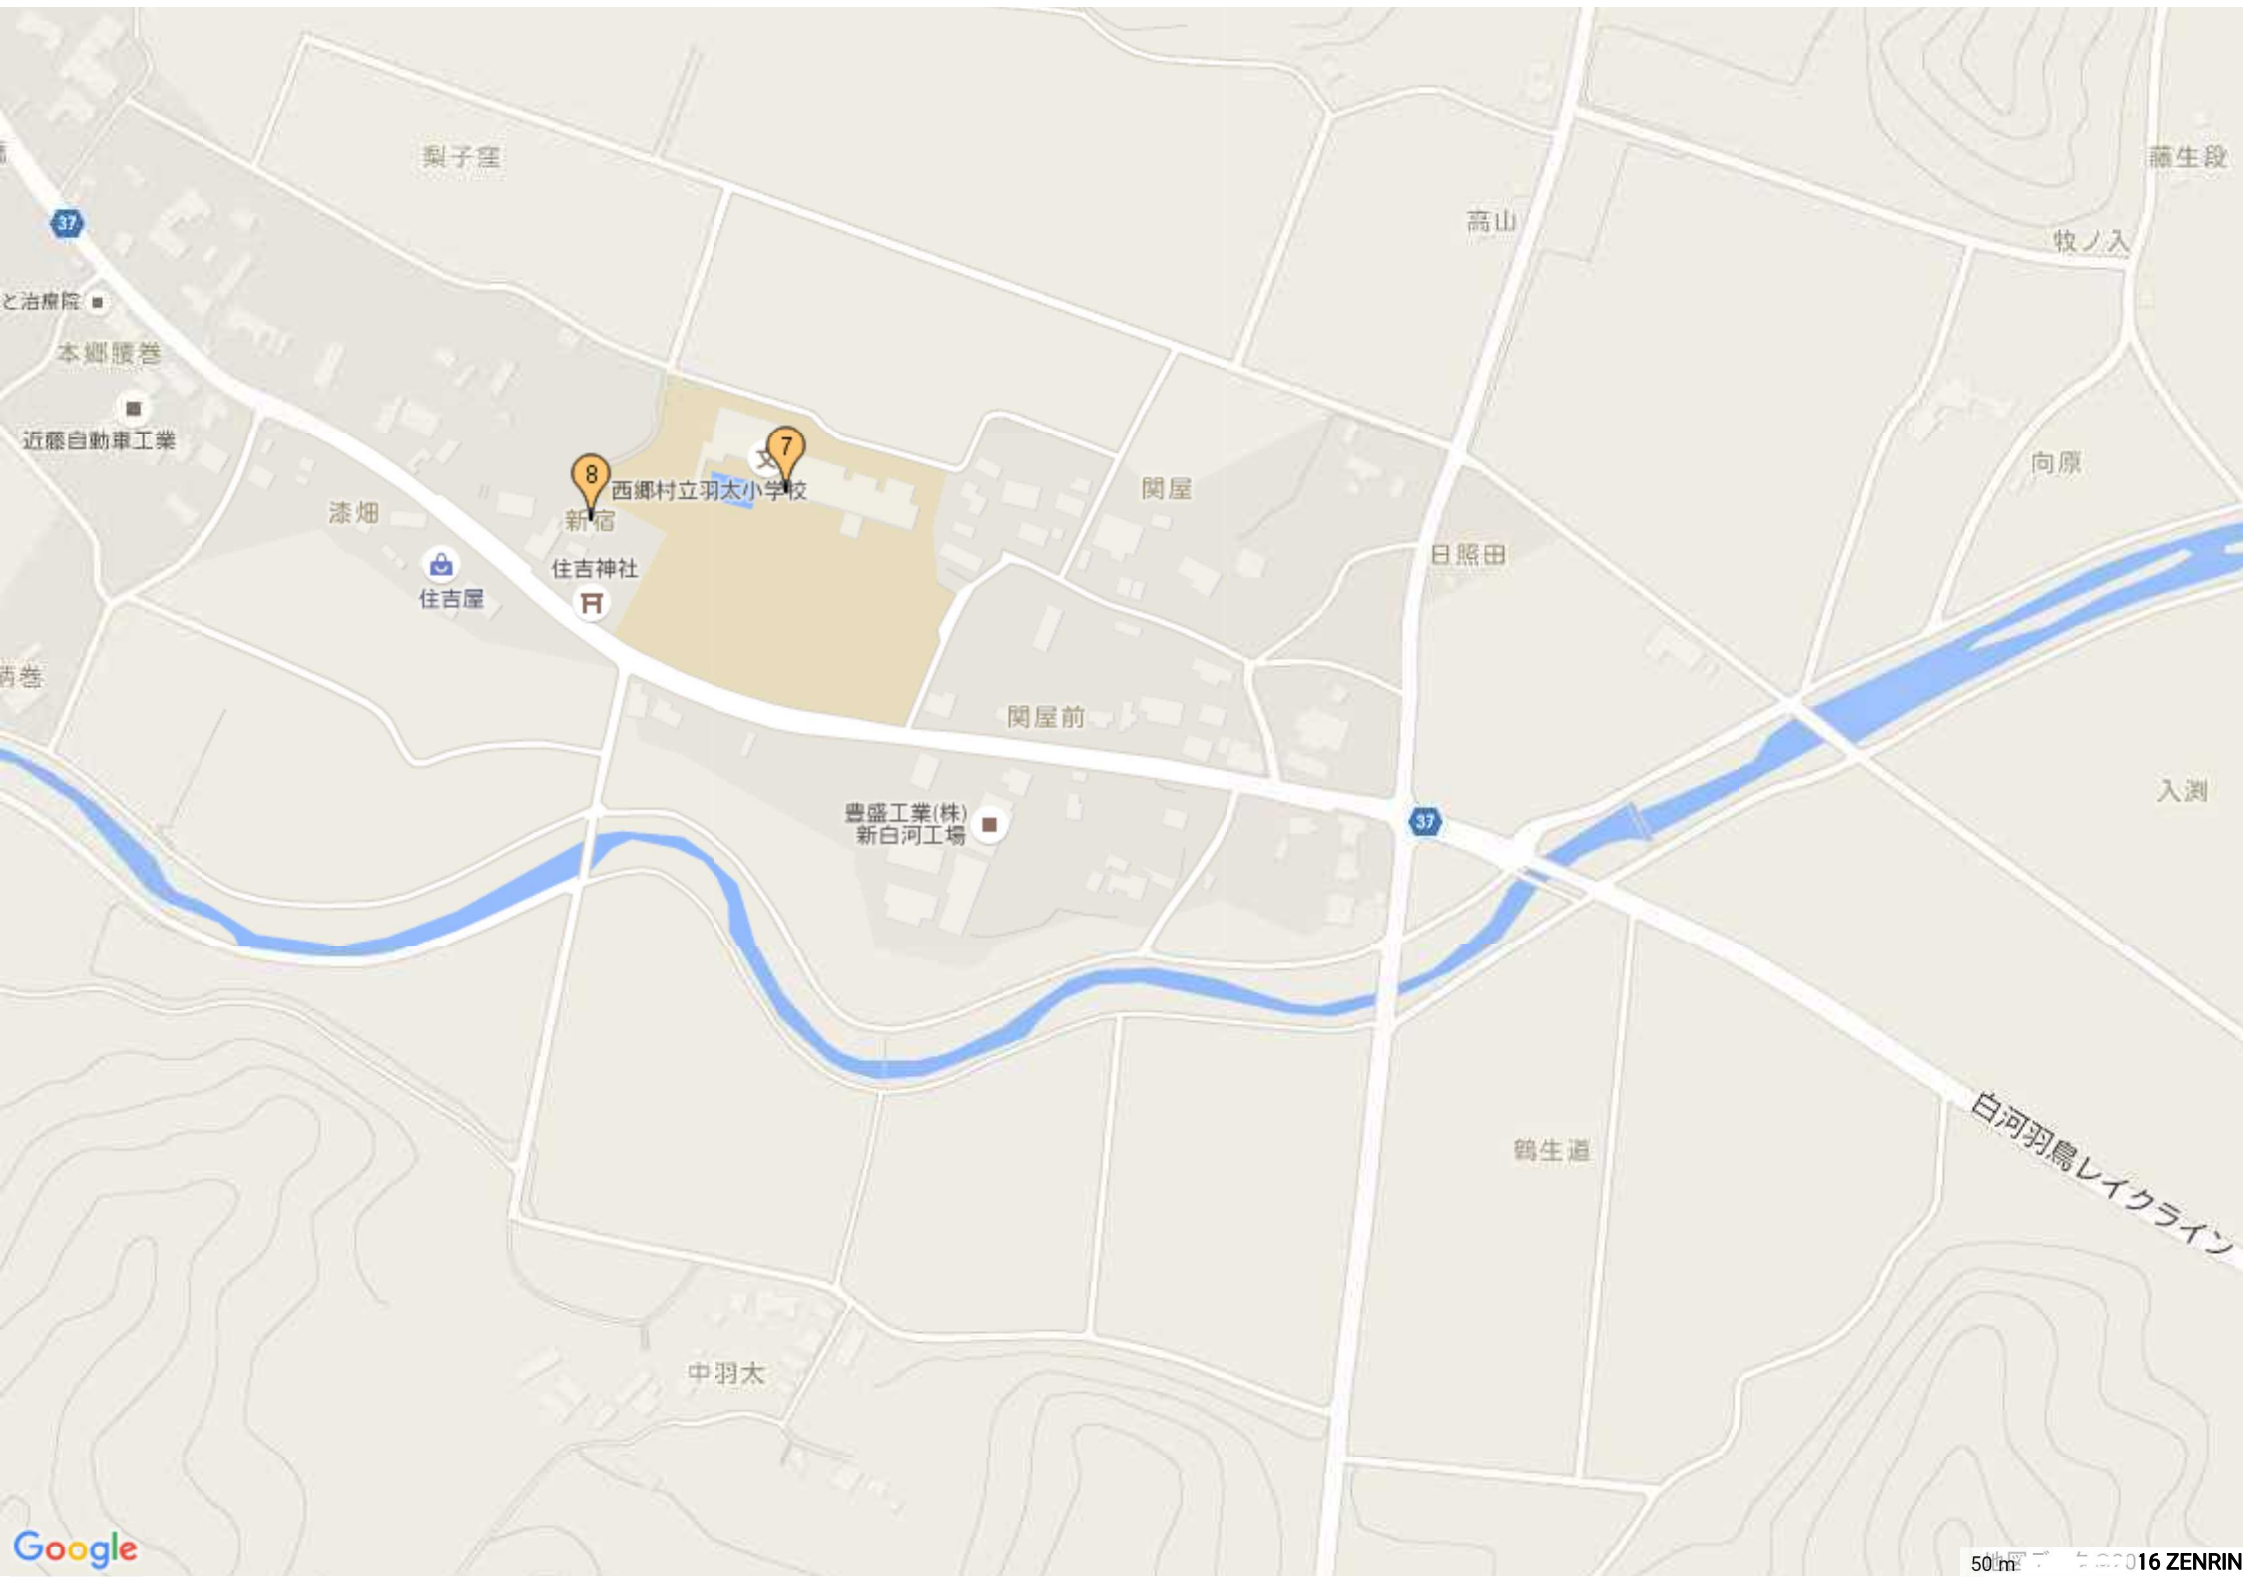 梨子窪
藤生段
高山
37
牧ノ入
と治療院
本郷腰巻
近藤自動車工業
7
8
西郷村立羽太小学校
新宿
関屋
向原
漆畑
日照田
住吉神社
住吉屋
関屋前
入渕
豊盛工業(株)
新白河工場
37
白河羽鳥レイクライン
鶴生道
中羽太
Google
50 m
016 ZENRIN